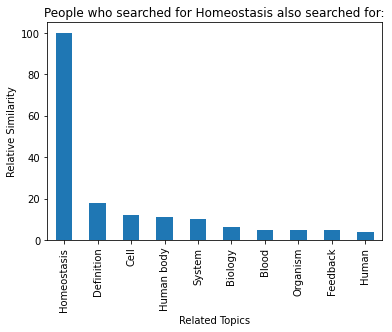 People who searched for Homeostasis also searched for:
Relative Similarity
100
80
60
40
20
0
Homeostasis
Definition
Cell
Human body
System
Biology
Blood
Organism
Feedback
Human
Related Topics